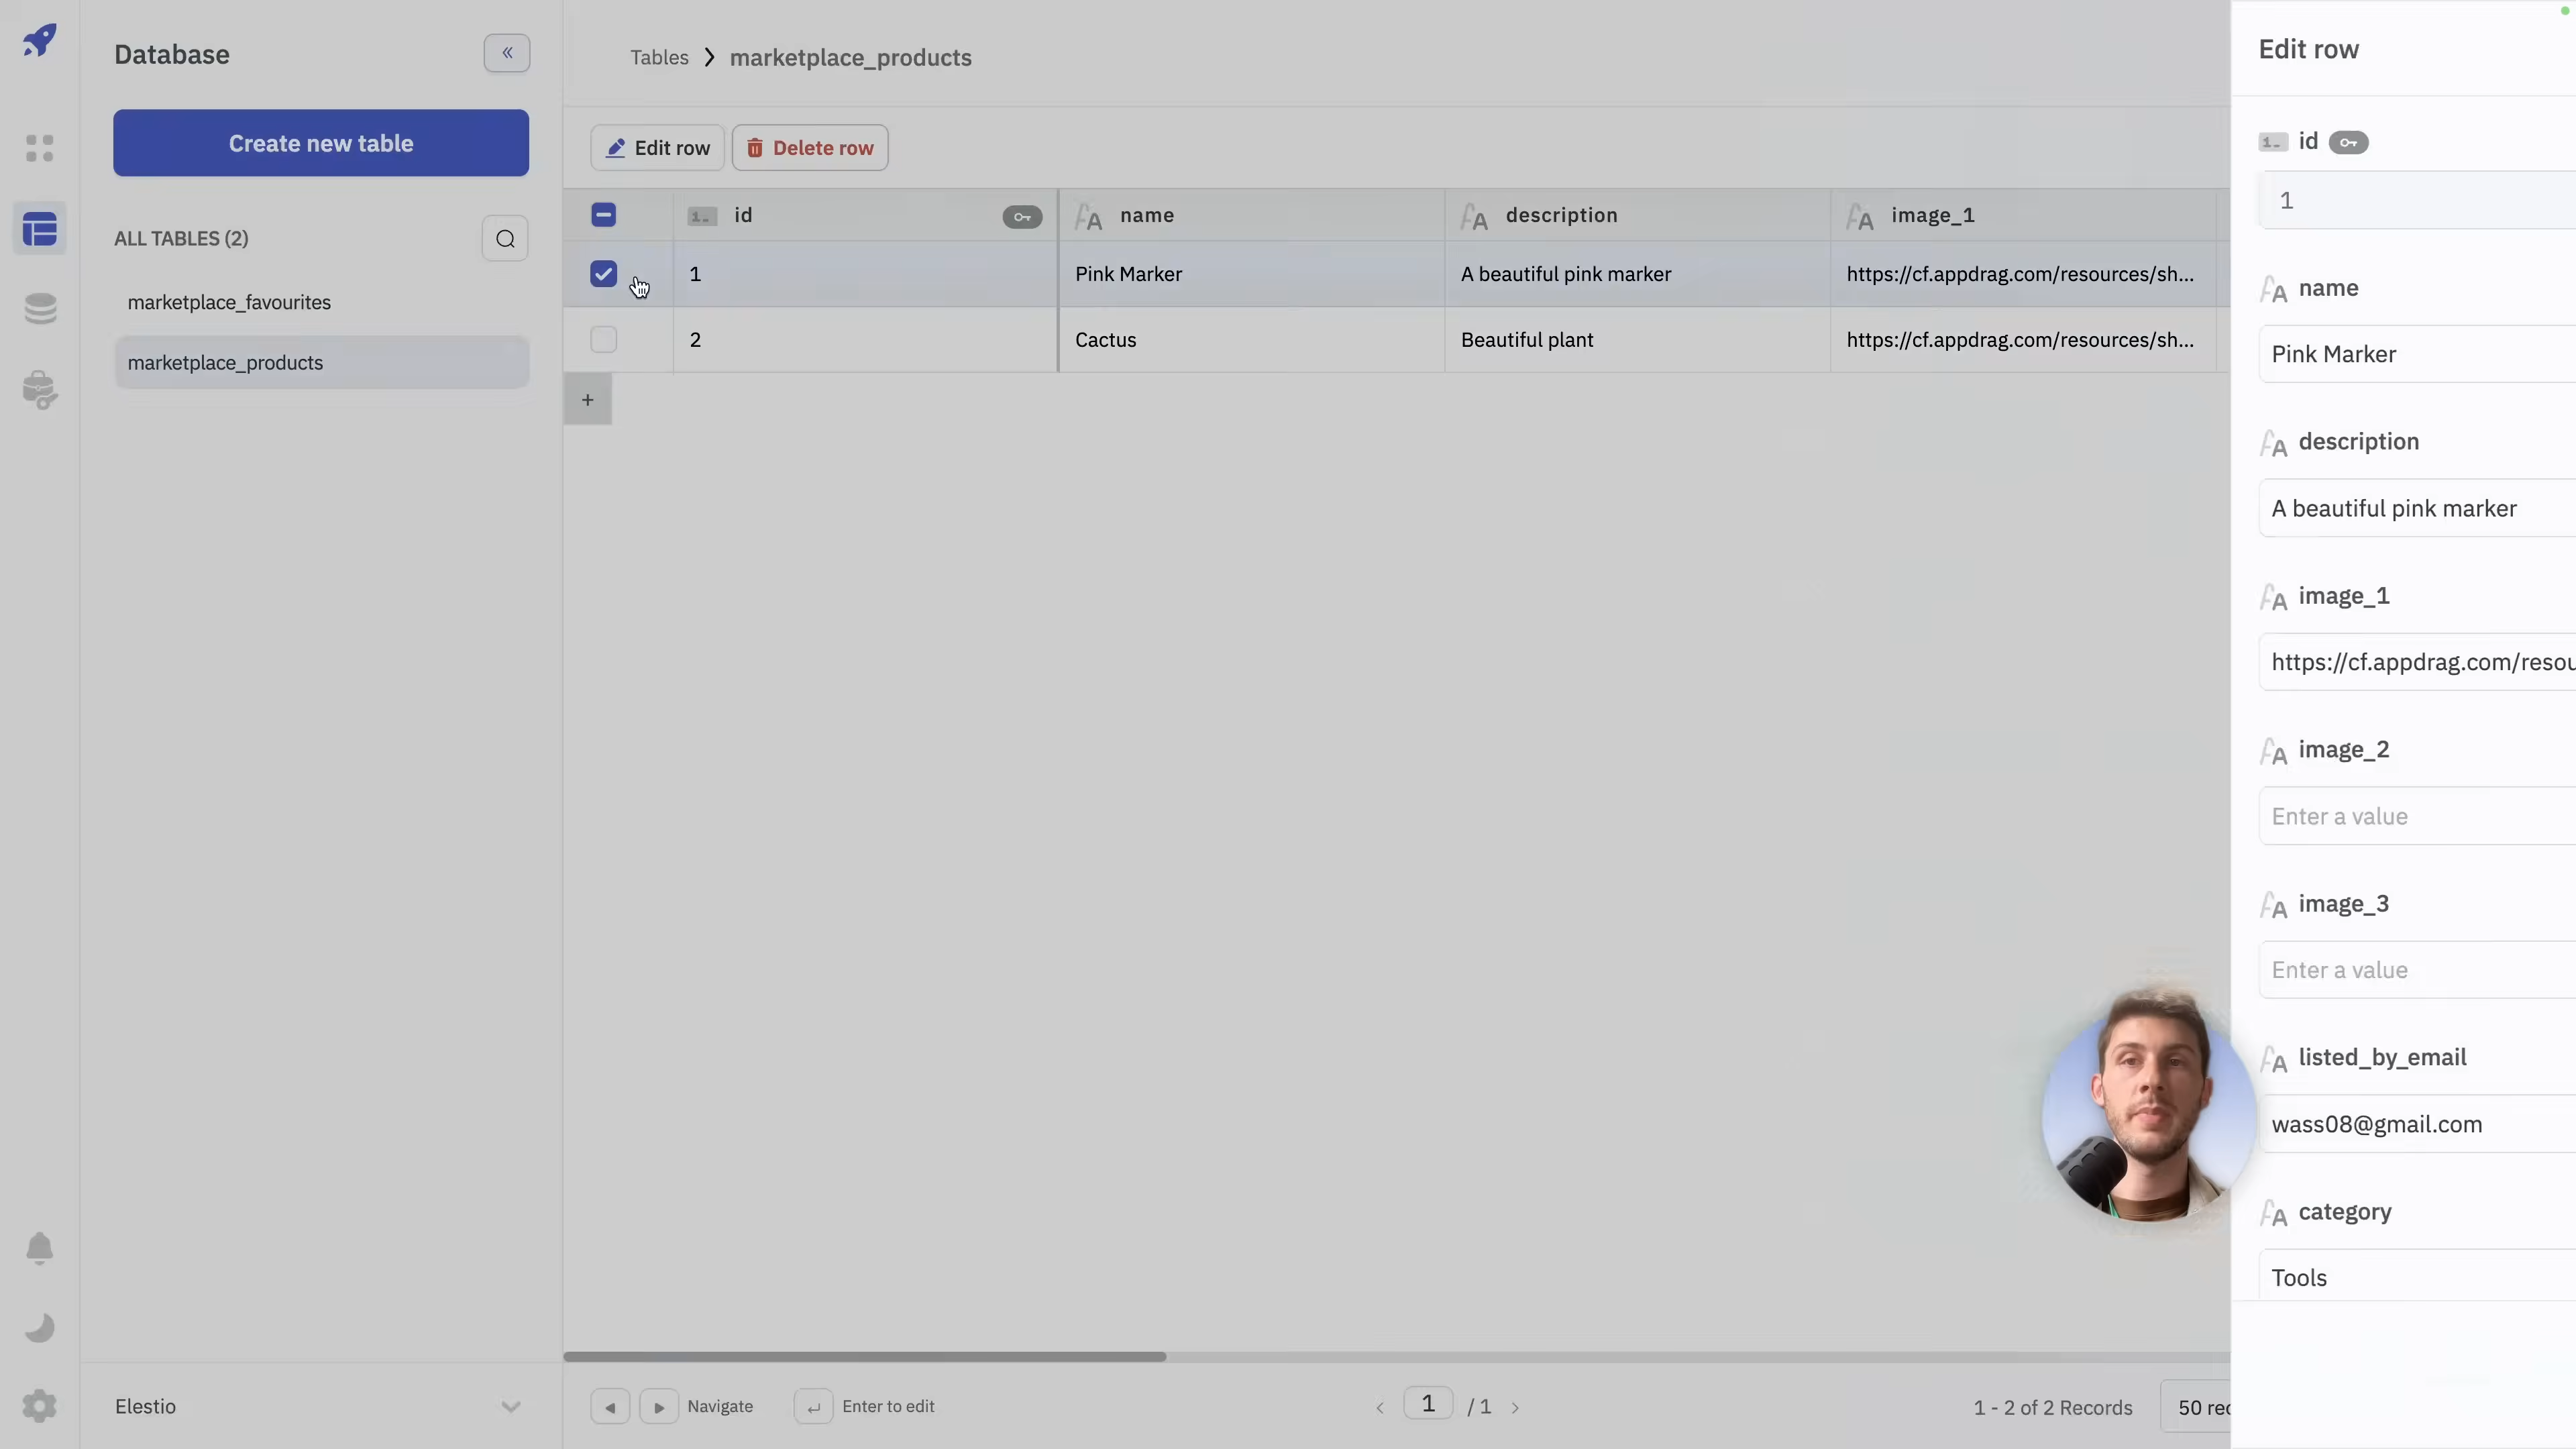 Database
«
Create new table
ALL TABLES (2)
marketplace_favourites
marketplace_products
Elestio
Tables > marketplace_products
Edit row
Delete row
id name description image_1
1 Pink Marker A beautiful pink marker https://cf.appdrag.com/resources/sh...
2 Cactus Beautiful plant https://cf.appdrag.com/resources/sh...
+
Navigate
Enter to edit
< 1 / 1 >
1 - 2 of 2 Records
50 rec
Edit row
id
1
name
Pink Marker
description
A beautiful pink marker
image_1
https://cf.appdrag.com/resou
image_2
Enter a value
image_3
Enter a value
listed_by_email
wass08@gmail.com
category
Tools